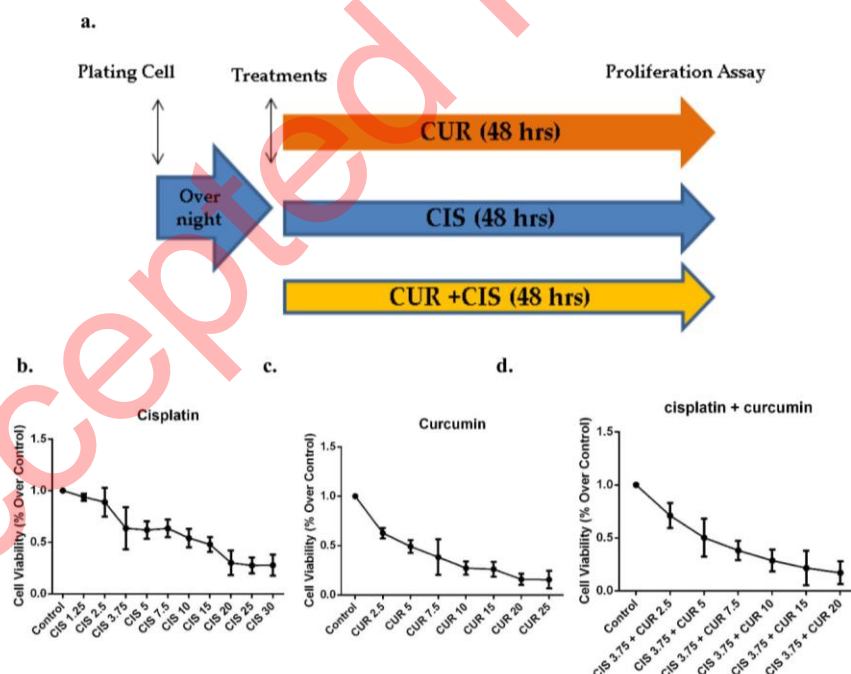 a.
Plating Cell
Treatments
Proliferation Assay
CUR (48 hrs)
Over
night
CIS (48 hrs)
CUR +CIS (48 hrs)
b.
c.
d.
Cisplatin
Cell Viability (% Over Control)
1.5
1.0
0.5
0.0
Control
CIS 1.25
CIS 2.5
CIS 3.75
CIS 5
CIS 7.5
CIS 10
CIS 15
CIS 20
CIS 25
CIS 30
Curcumin
Cell Viability (% Over Control)
1.5
1.0
0.5
0.0
Control
CUR 2.5
CUR 5
CUR 7.5
CUR 10
CUR 15
CUR 20
CUR 25
cisplatin + curcumin
Cell Viability (% Over Control)
1.5
1.0
0.5
0.0
Control
CIS 3.75 + CUR 2.5
CIS 3.75 + CUR 5
CIS 3.75 + CUR 7.5
CIS 3.75 + CUR 10
CIS 3.75 + CUR 15
CIS 3.75 + CUR 20
ccepted